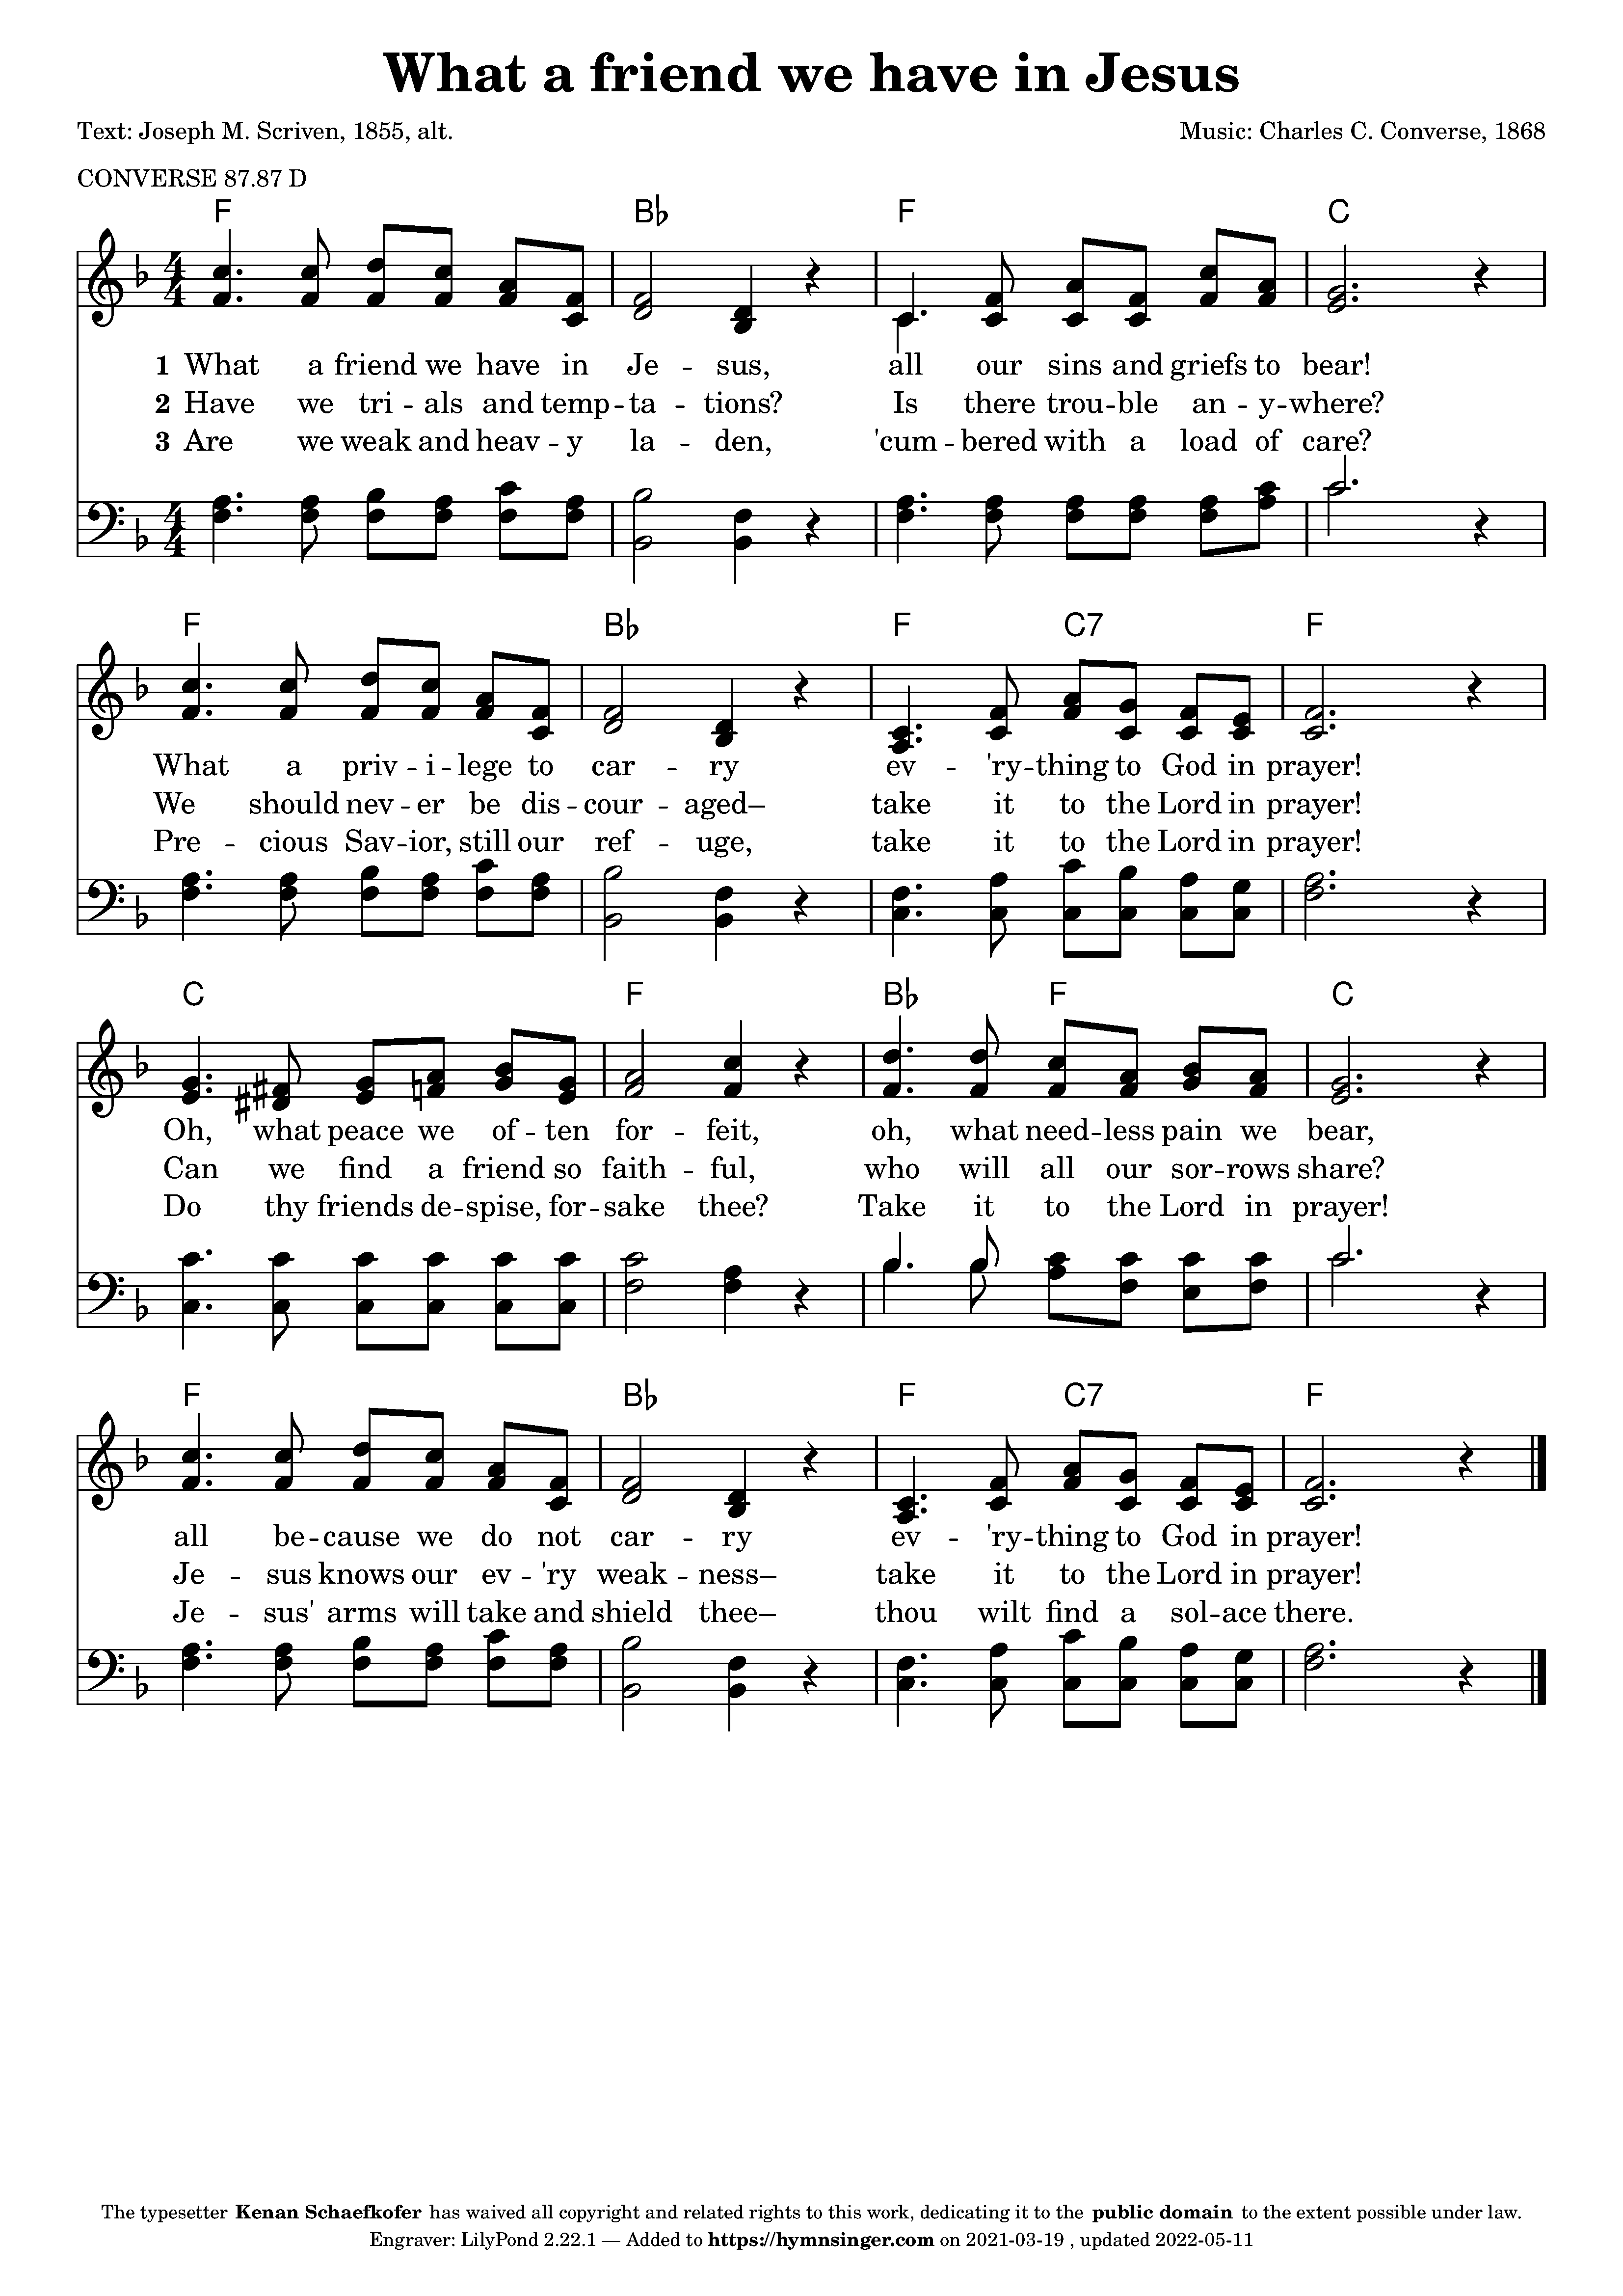 What a friend we have in Jesus
Text: Joseph M. Scriven, 1855, alt.
Music: Charles C. Converse, 1868
CONVERSE 87.87 D
F B♭ F C
4
4
1 What a friend we have in Je -- sus, all our sins and griefs to bear!
2 Have we tri -- als and temp -- ta -- tions? Is there trou -- ble an -- y -- where?
3 Are we weak and heav -- y la -- den, 'cum -- bered with a load of care?
4
4
F B♭ F C7 F
What a priv -- i -- lege to car -- ry ev -- 'ry -- thing to God in prayer!
We should nev -- er be dis -- cour -- aged– take it to the Lord in prayer!
Pre -- cious Sav -- ior, still our ref -- uge, take it to the Lord in prayer!
C F B♭ F C
Oh, what peace we of -- ten for -- feit, oh, what need -- less pain we bear,
Can we find a friend so faith -- ful, who will all our sor -- rows share?
Do thy friends de -- spise, for -- sake thee? Take it to the Lord in prayer!
F B♭ F C7 F
all be -- cause we do not car -- ry ev -- 'ry -- thing to God in prayer!
Je -- sus knows our ev -- 'ry weak -- ness– take it to the Lord in prayer!
Je -- sus' arms will take and shield thee– thou wilt find a sol -- ace there.
The typesetter Kenan Schaefkofer has waived all copyright and related rights to this work, dedicating it to the public domain to the extent possible under law.
Engraver: LilyPond 2.22.1 — Added to https://hymnsinger.com on 2021-03-19 , updated 2022-05-11